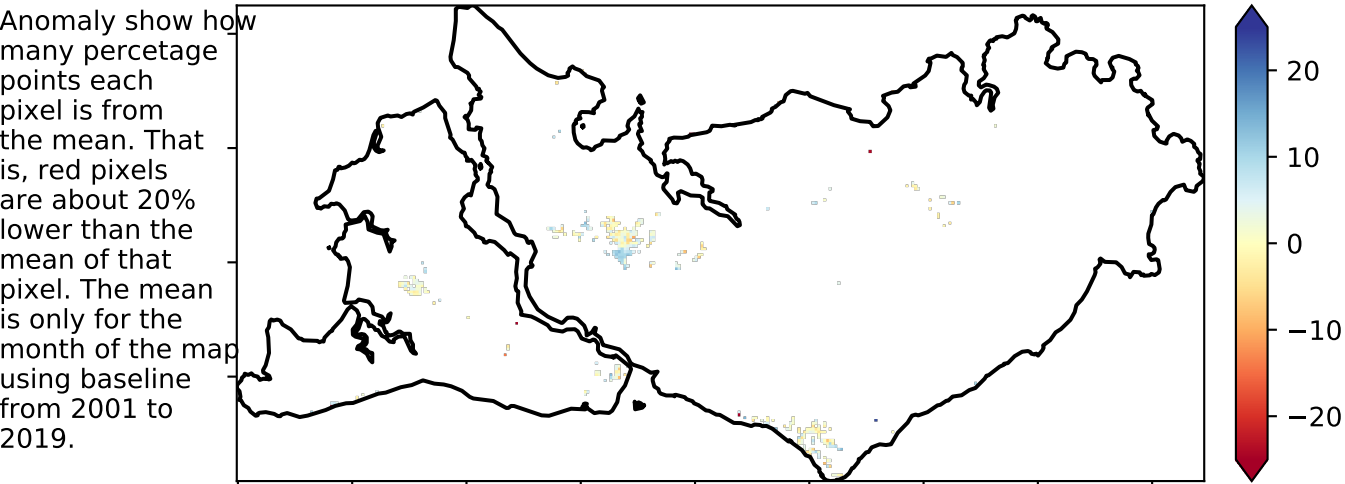 Anomaly show how
many percetage
points each
pixel is from
the mean. That
is, red pixels
are about 20%
lower than the
mean of that
pixel. The mean
is only for the
month of the map
using baseline
from 2001 to
2019.
20
10
0
−10
−20